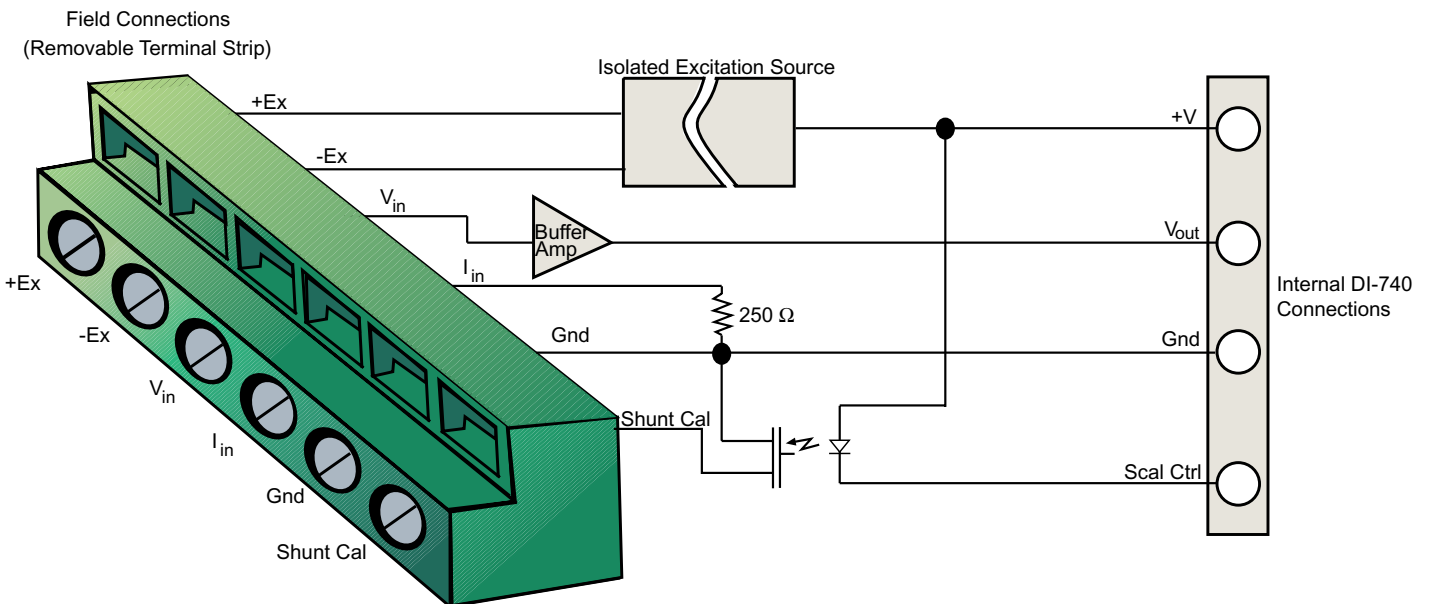 Field Connections
(Removable Terminal Strip)
Isolated Excitation Source
+Ex
+V
-Ex
Vin
Buffer
Amp
Vout
Iin
250 Ω
Internal DI-740
Connections
Gnd
Gnd
Shunt Cal
Scal Ctrl
+Ex
-Ex
Vin
Iin
Gnd
Shunt Cal